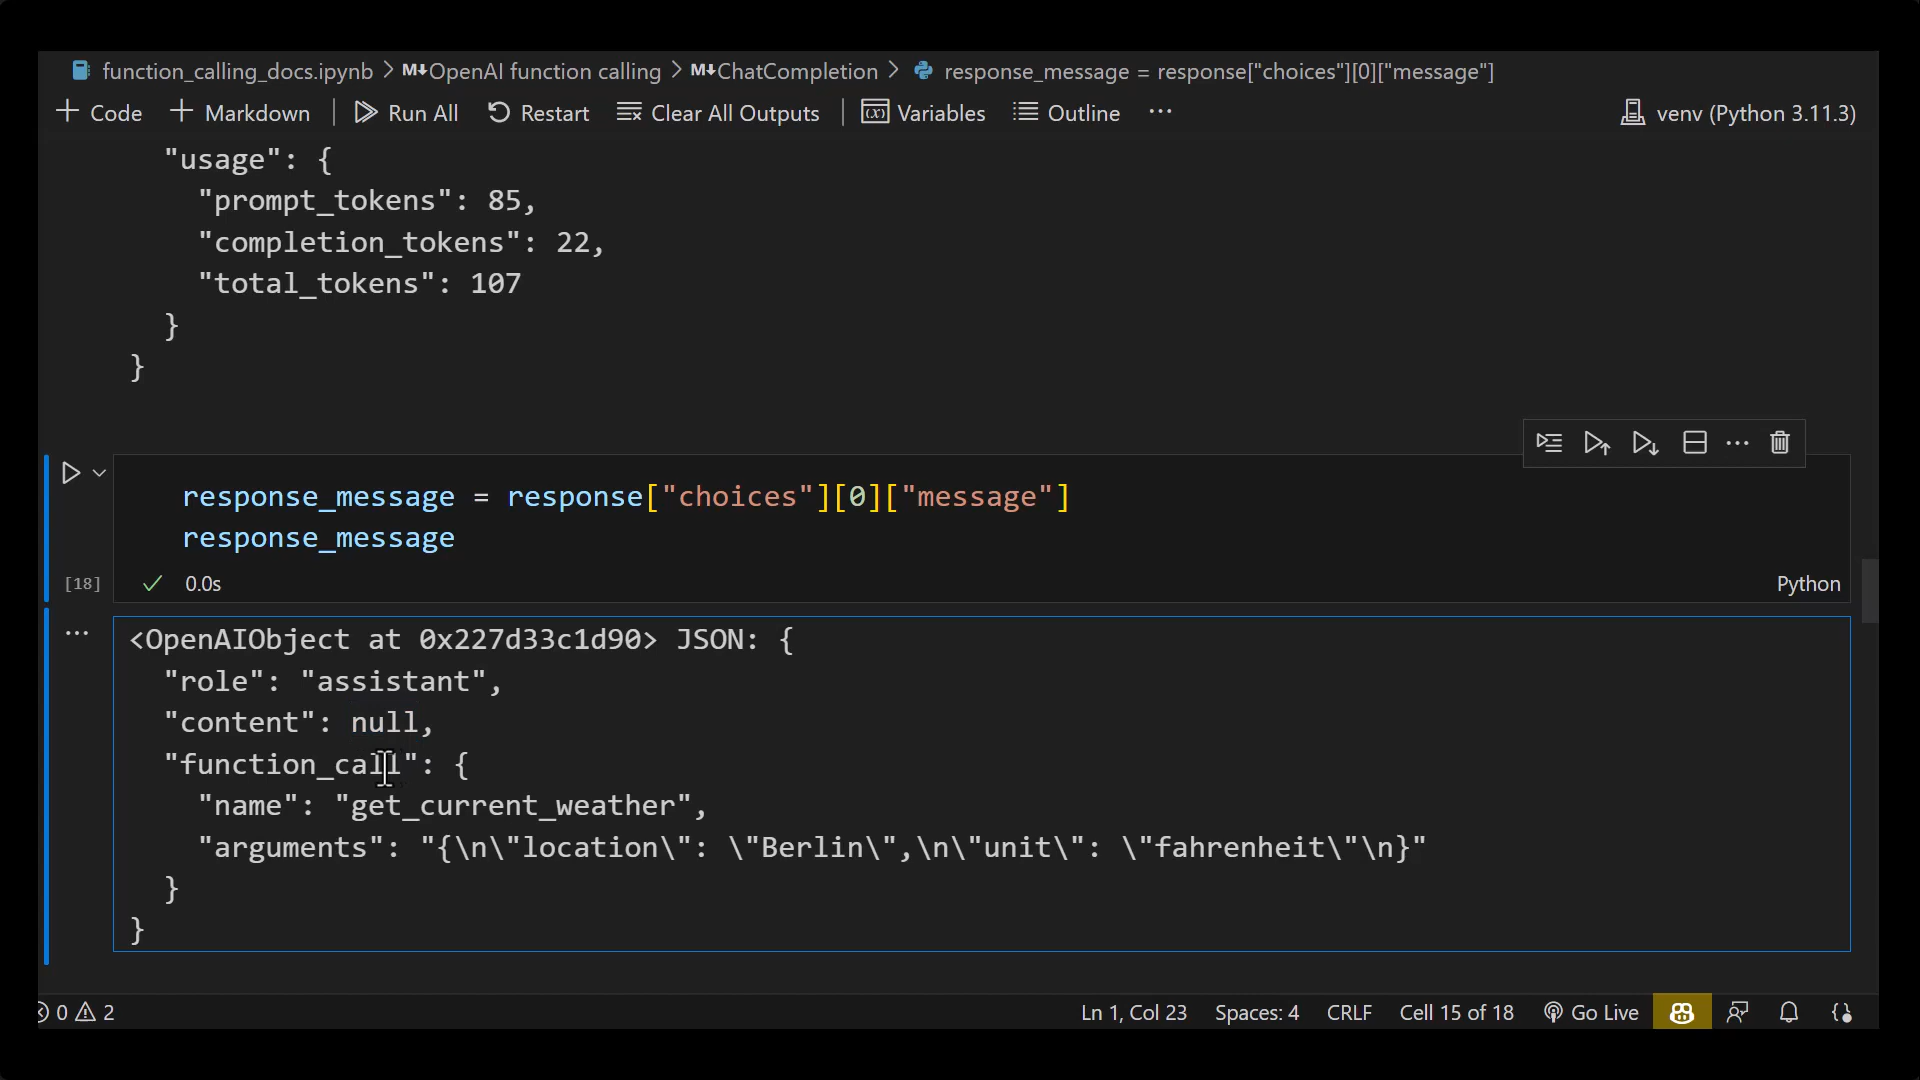 function_calling_docs.ipynb > M↓OpenAI function calling > M↓ChatCompletion > response_message = response["choices"][0]["message"]
+ Code + Markdown | Run All Restart Clear All Outputs | Variables Outline ... venv (Python 3.11.3)
"usage": {
"prompt_tokens": 85,
"completion_tokens": 22,
"total_tokens": 107
}
}
response_message = response["choices"][0]["message"]
response_message
[18] ✓ 0.0s Python
<OpenAIObject at 0x227d33c1d90> JSON: {
"role": "assistant",
"content": null,
"function_call": {
"name": "get_current_weather",
"arguments": "{\n\"location\": \"Berlin\",\n\"unit\": \"fahrenheit\"\n}"
}
}
0 2 Ln 1, Col 23 Spaces: 4 CRLF Cell 15 of 18 Go Live